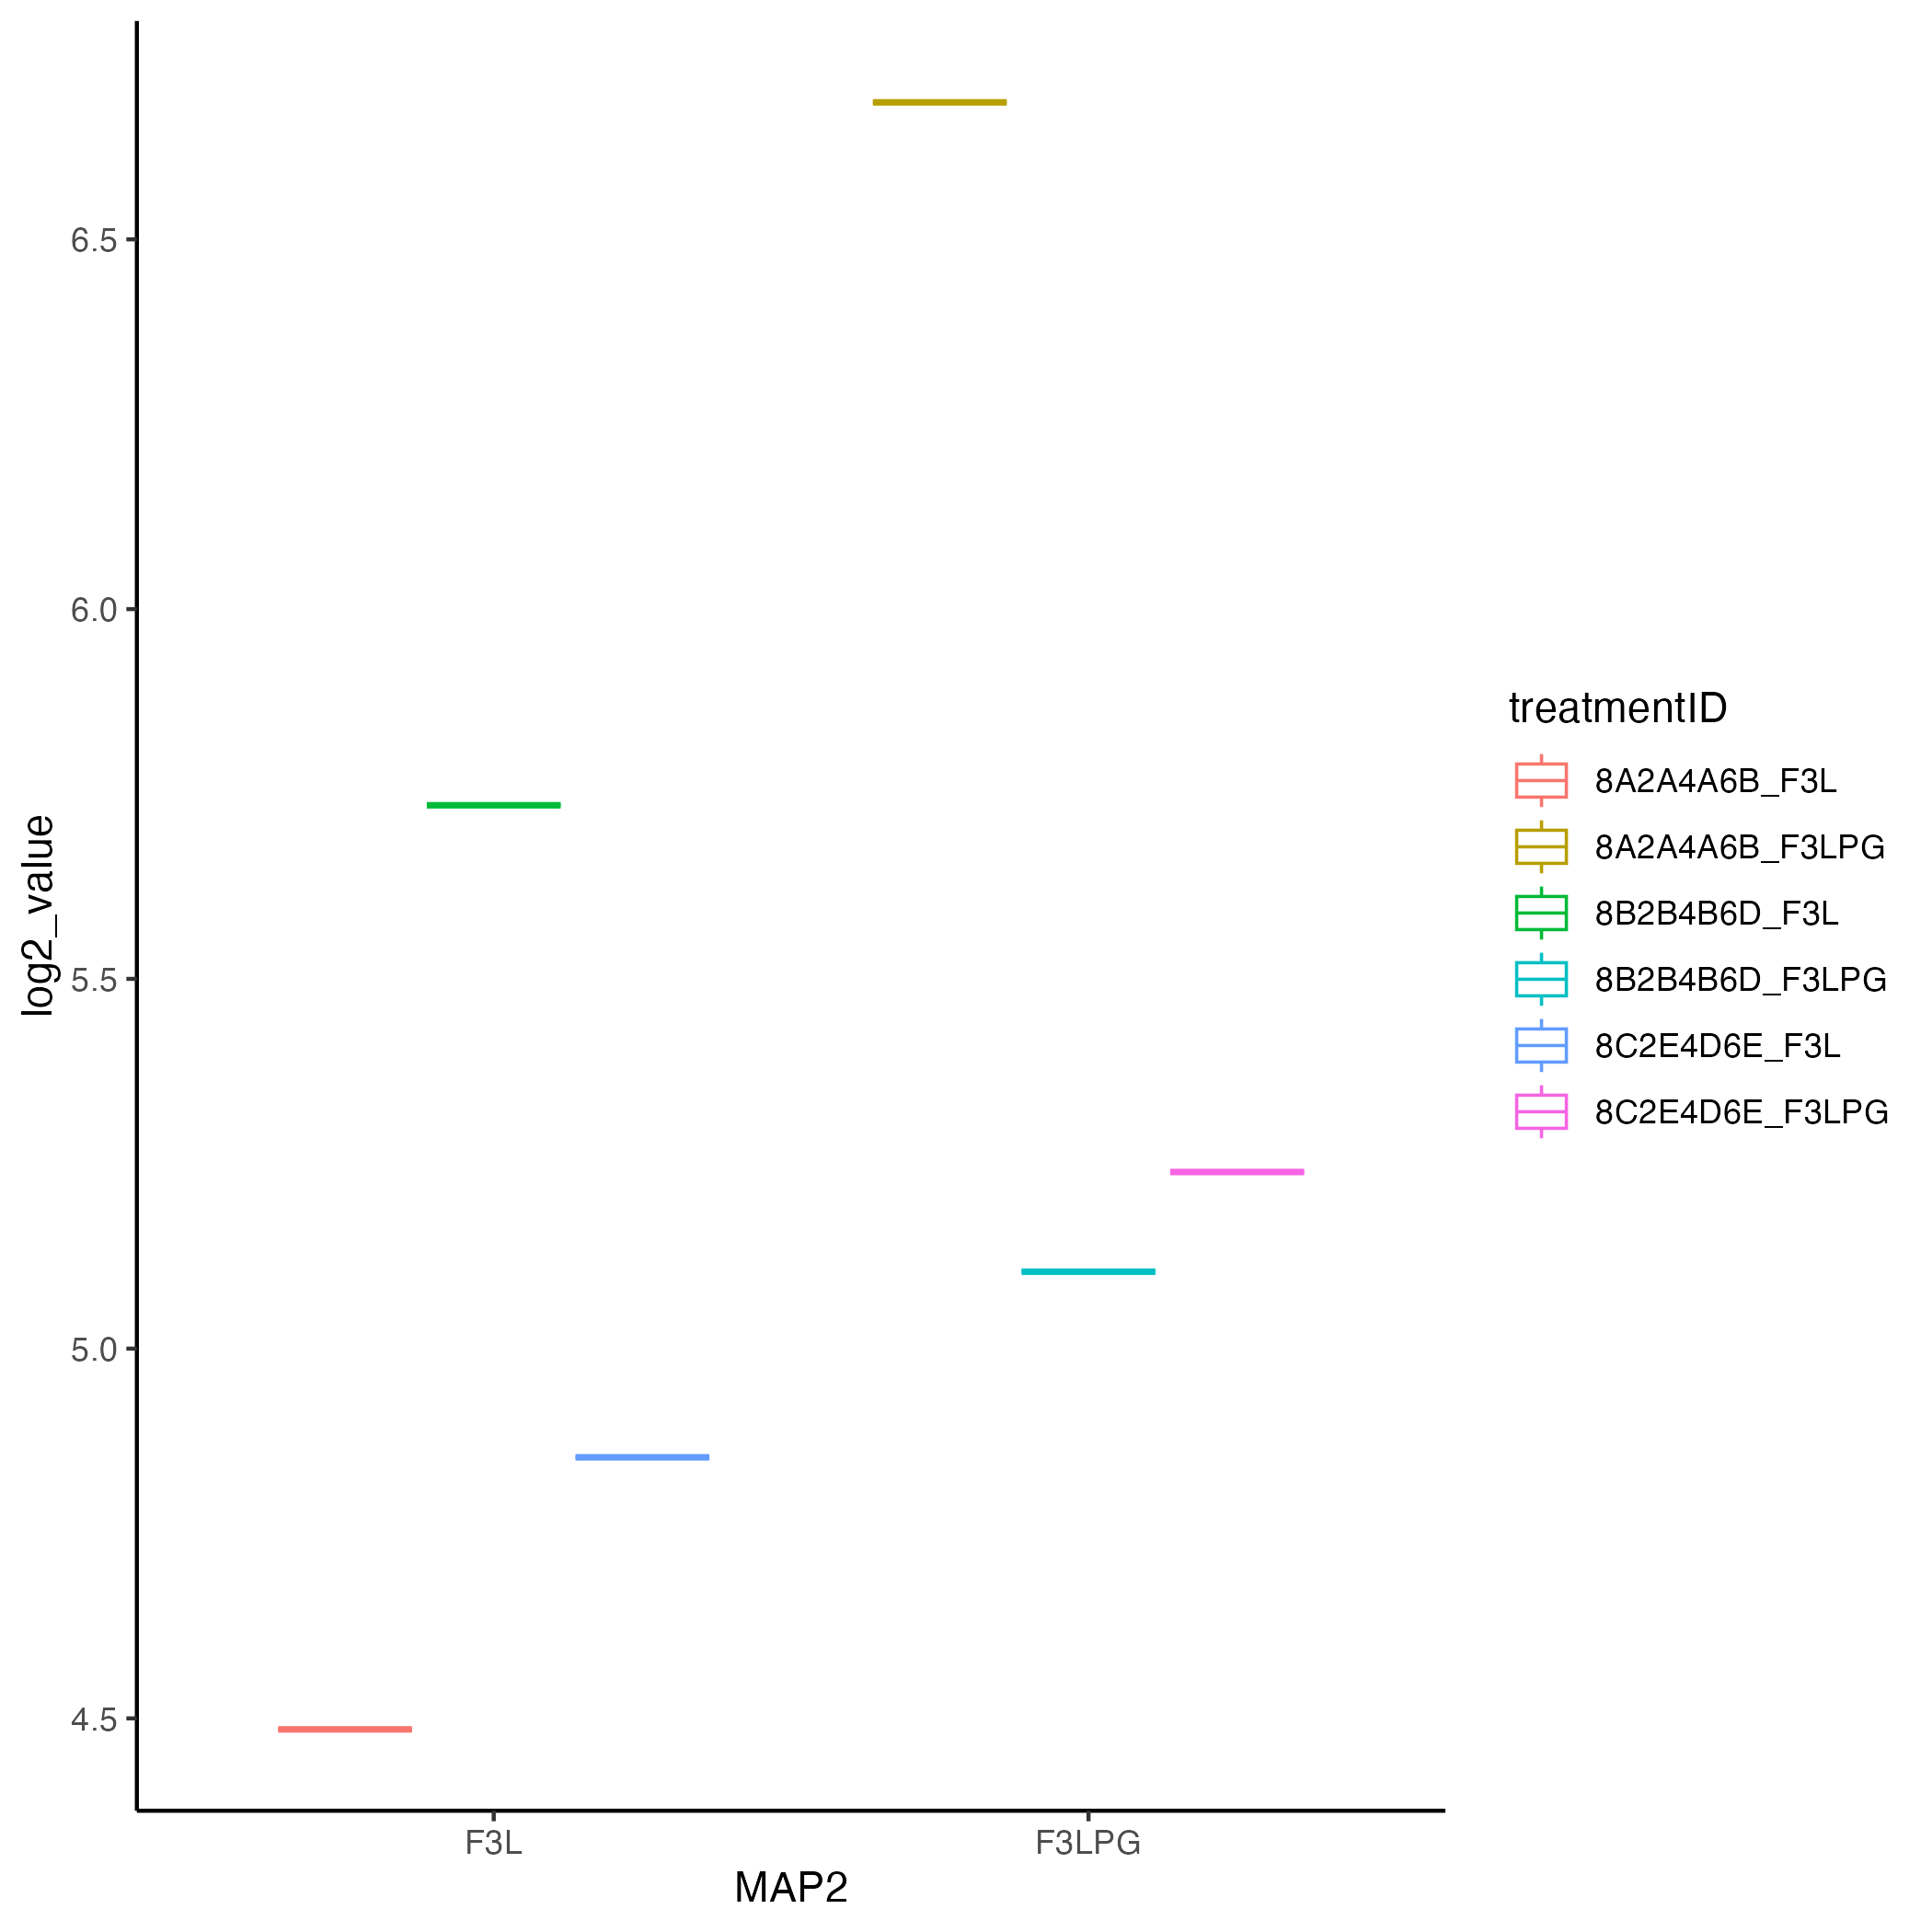 log2_value
6.5
6.0
5.5
5.0
4.5
F3L
F3LPG
MAP2
treatmentID
8A2A4A6B_F3L
8A2A4A6B_F3LPG
8B2B4B6D_F3L
8B2B4B6D_F3LPG
8C2E4D6E_F3L
8C2E4D6E_F3LPG